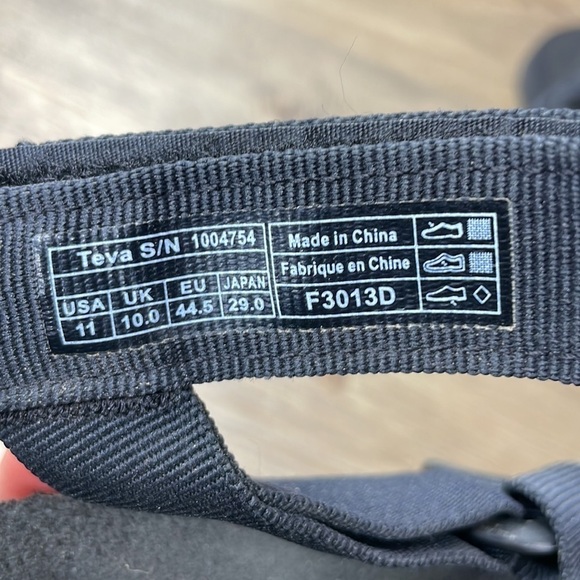 Teva S/N 1004754
USA UK EU JAPAN
11 10.0 44.5 29.0
Made in China
Fabriqué en Chine
F3013D